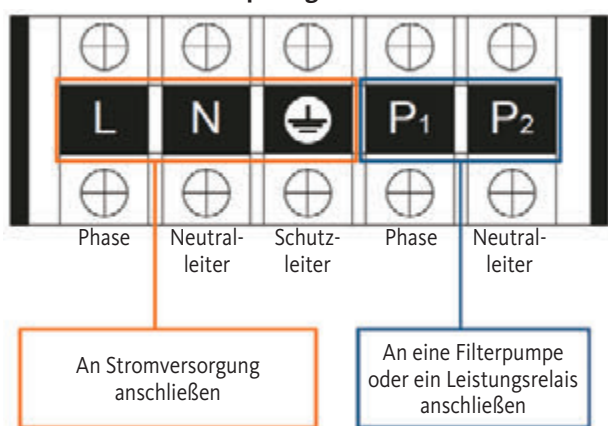 L N P1 P2
Phase Neutral- Schutz- Phase Neutral-
leiter leiter leiter
An Stromversorgung
anschließen
An eine Filterpumpe
oder ein Leistungsrelais
anschließen